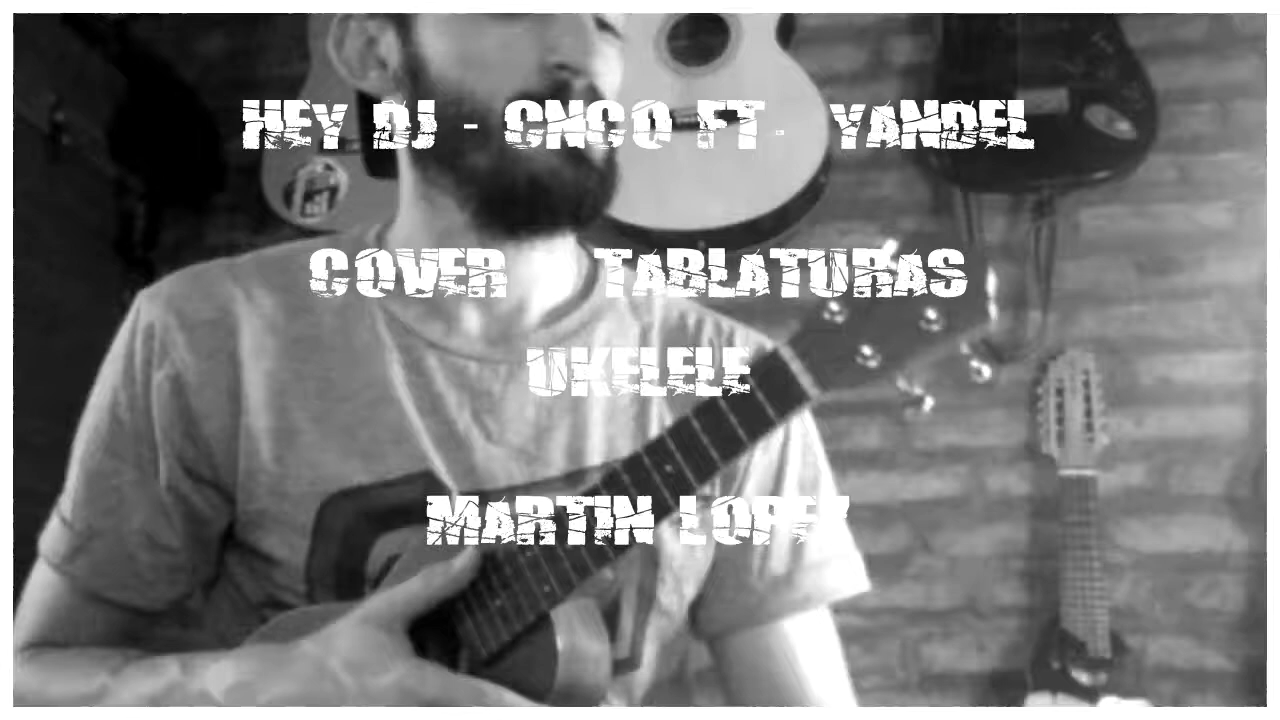 HEY DJ - CNCO FT. YANDEL
COVER TABLATURAS
UKELELE
MARTIN LOPEZ